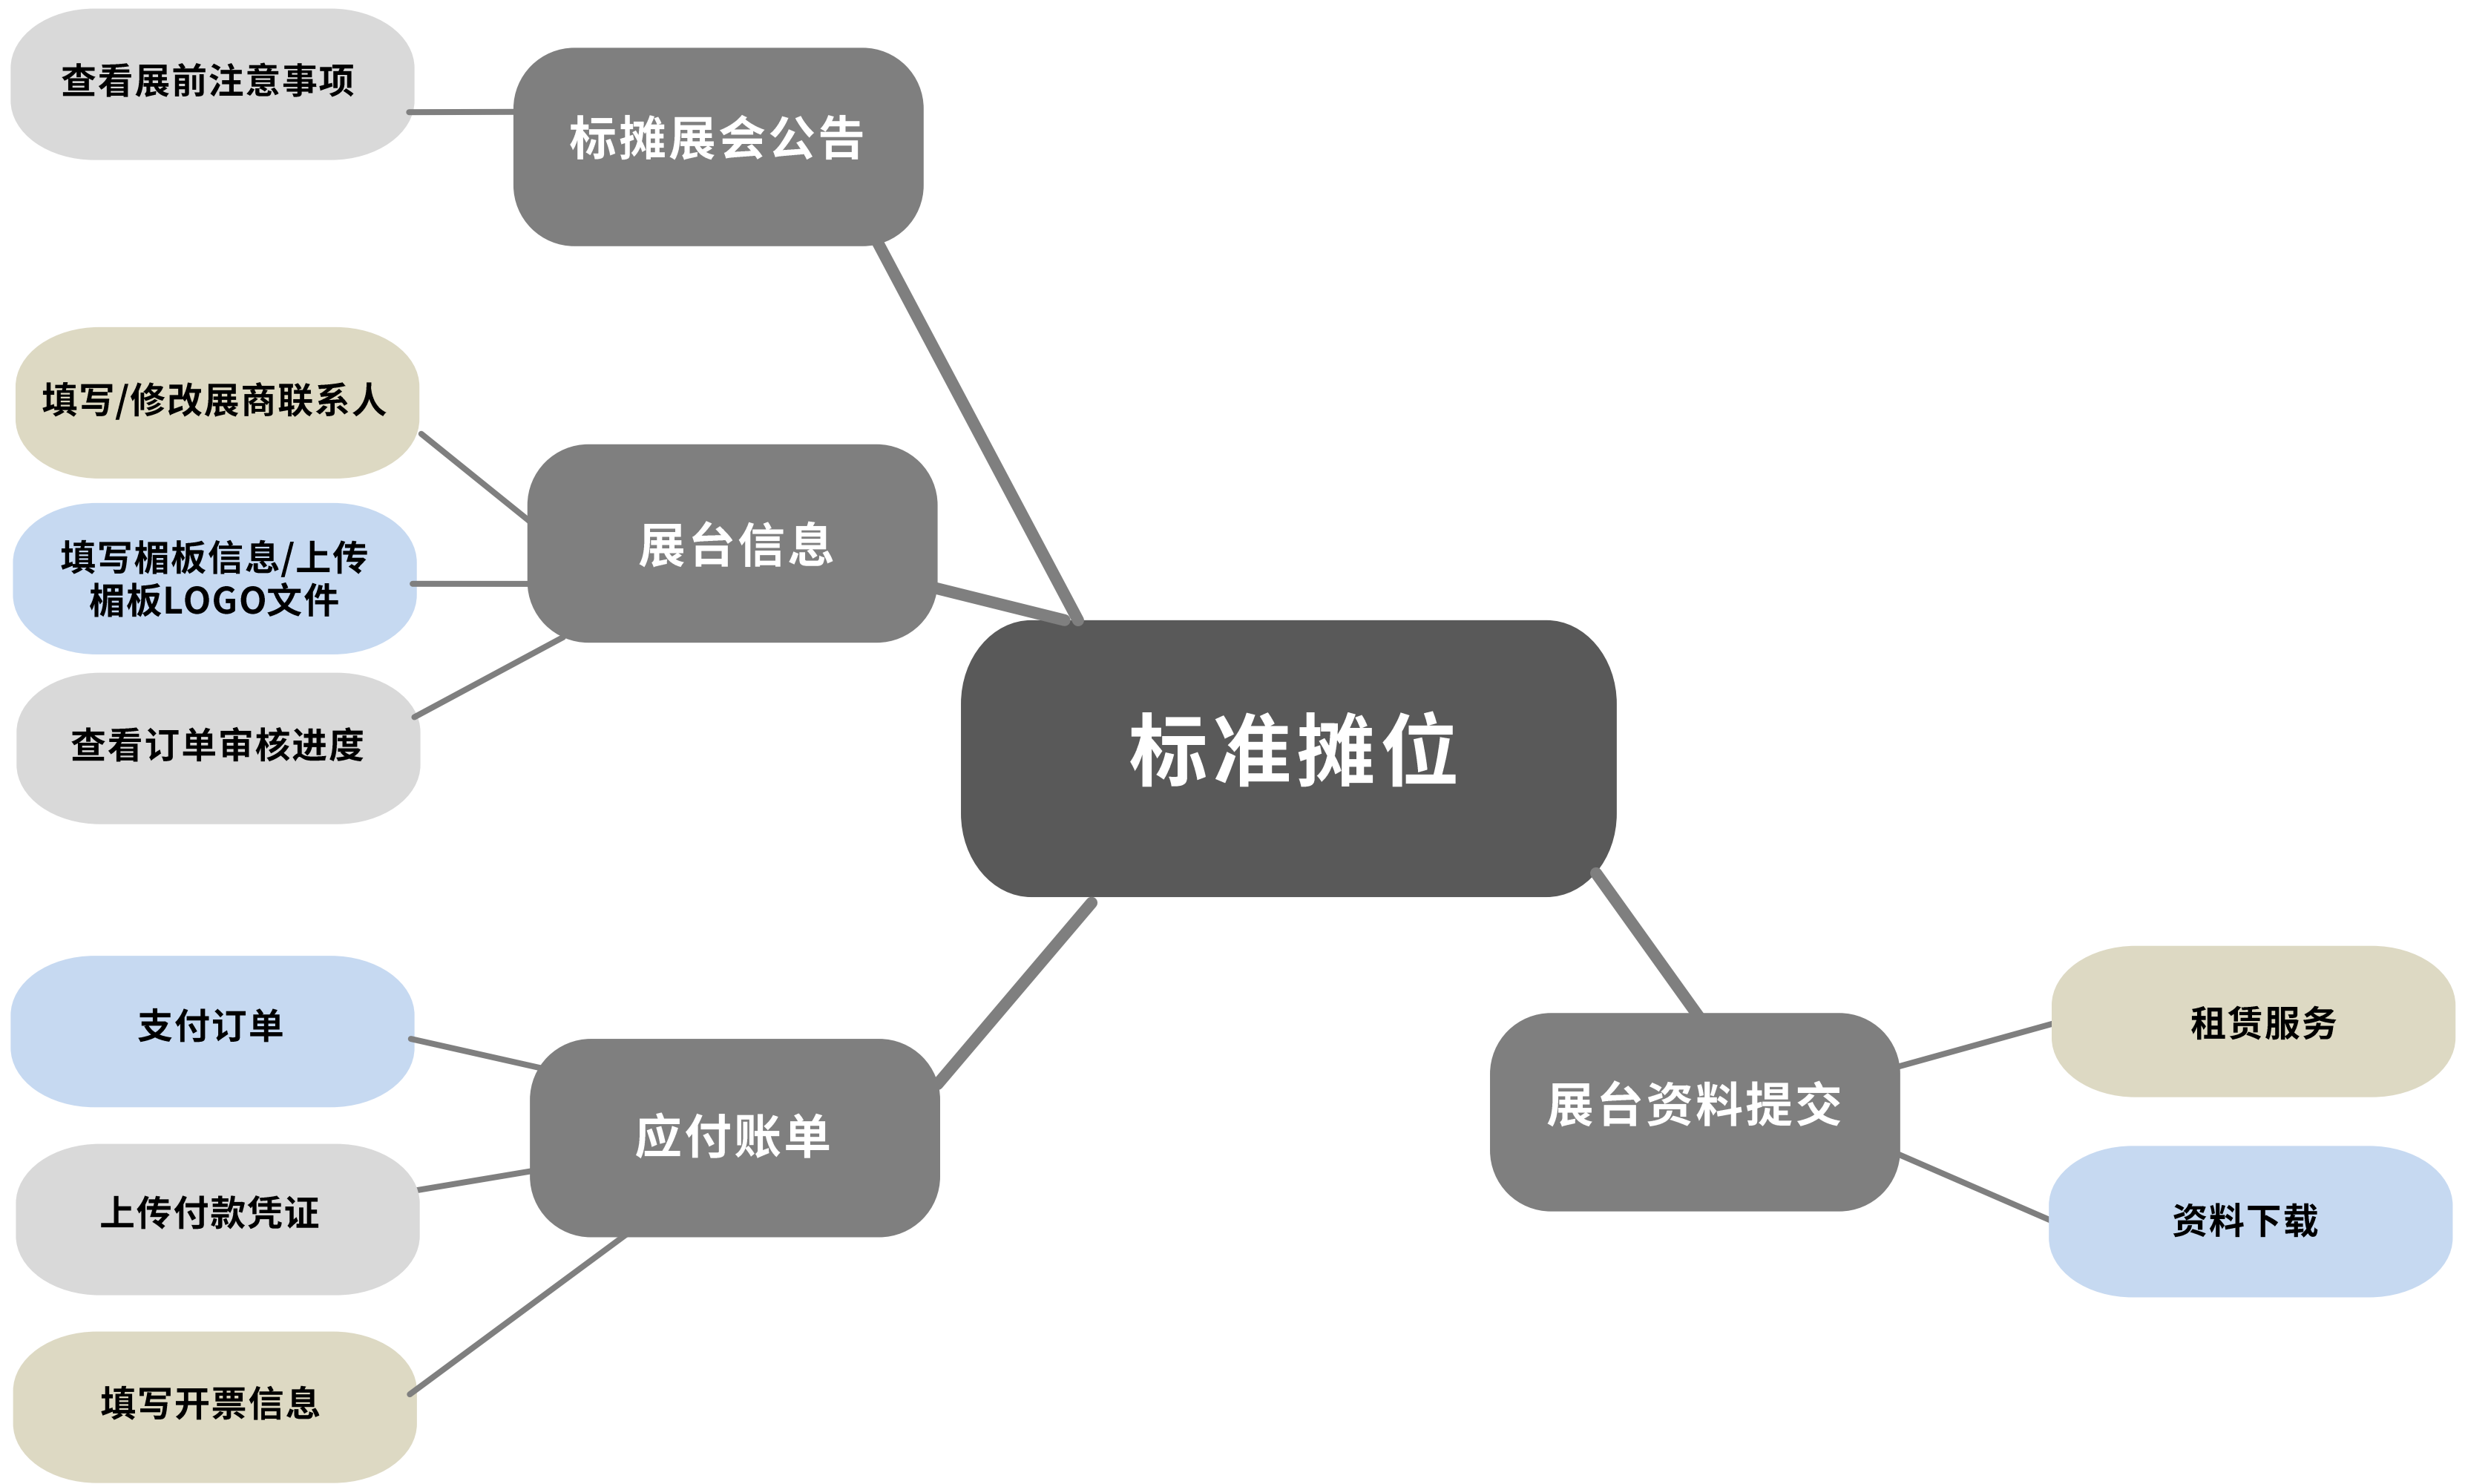 查看展前注意事项
标摊展会公告
填写/修改展商联系人
填写楣板信息/上传
楣板LOGO文件
查看订单审核进度
展台信息
标准摊位
支付订单
上传付款凭证
填写开票信息
应付账单
展台资料提交
租赁服务
资料下载